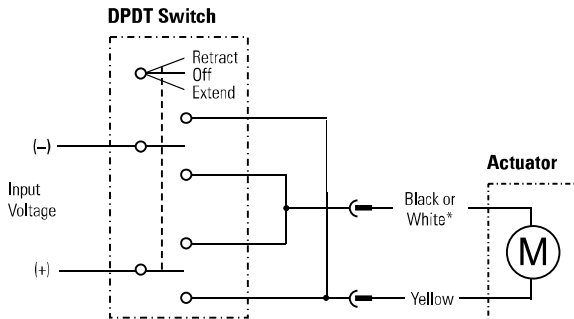 DPDT Switch
Retract
Off
Extend
(–)
Input
Voltage
(+)
Black or
White*
Yellow
Actuator
M